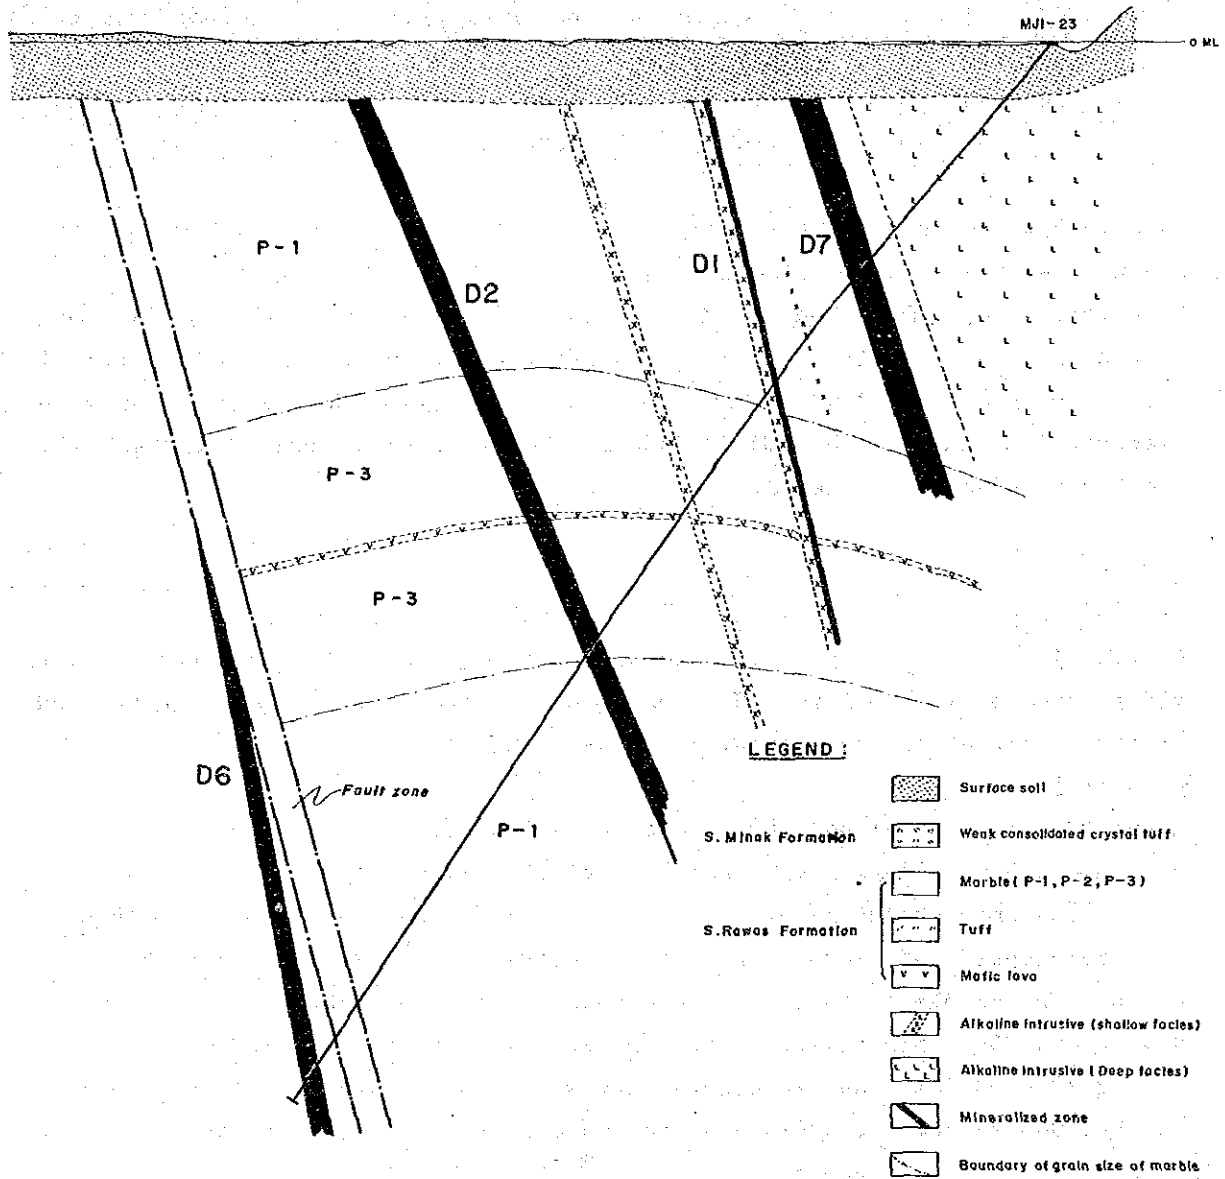 MJI-23
0 ML
P-1
D2
D1
D7
P-3
P-3
D6
Fault zone
P-1
LEGEND :
Surface soil
S. Minak Formation
Weak consolidated crystal tuff
Marble ( P-1, P-2, P-3 )
S. Rawas Formation
Tuff
Mafic lava
Alkaline intrusive (shallow facies)
Alkaline intrusive ( Deep facies)
Mineralized zone
Boundary of grain size of marble